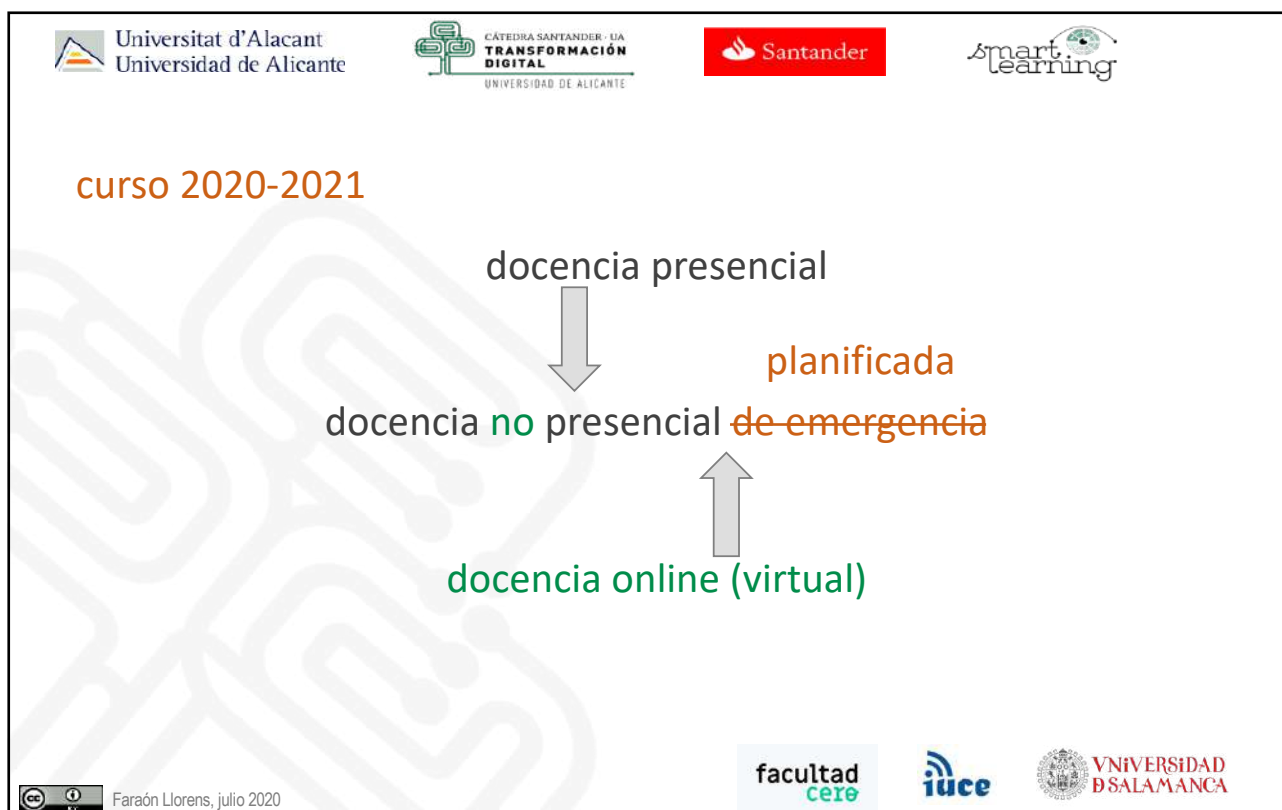 Universitat d'Alacant
Universidad de Alicante
CÁTEDRA SANTANDER · UA
TRANSFORMACIÓN
DIGITAL
UNIVERSIDAD DE ALICANTE
Santander
smart
learning
curso 2020-2021
docencia presencial
planificada
docencia no presencial de emergencia
docencia online (virtual)
facultad
cero
iuce
VNiVERSiDAD
D SALAMANCA
cc
Faraón Llorens, julio 2020